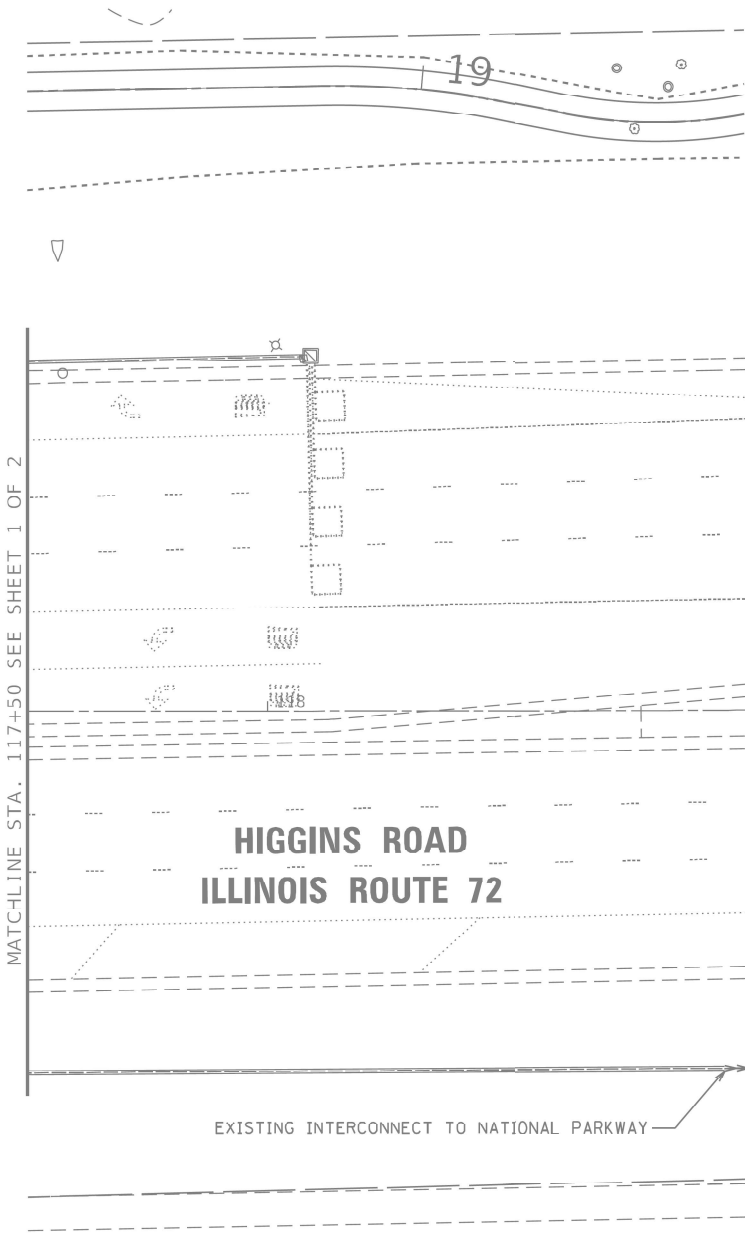 19
MATCHLINE STA. 117+50 SEE SHEET 1 OF 2
118
HIGGINS ROAD
ILLINOIS ROUTE 72
EXISTING INTERCONNECT TO NATIONAL PARKWAY